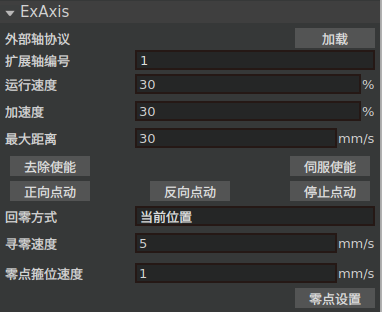 ExAxis
外部轴协议 加载
扩展轴编号 1
运行速度 30 %
加速度 30 %
最大距离 30 mm/s
去除使能 伺服使能
正向点动 反向点动 停止点动
回零方式 当前位置
寻零速度 5 mm/s
零点箍位速度 1 mm/s
零点设置